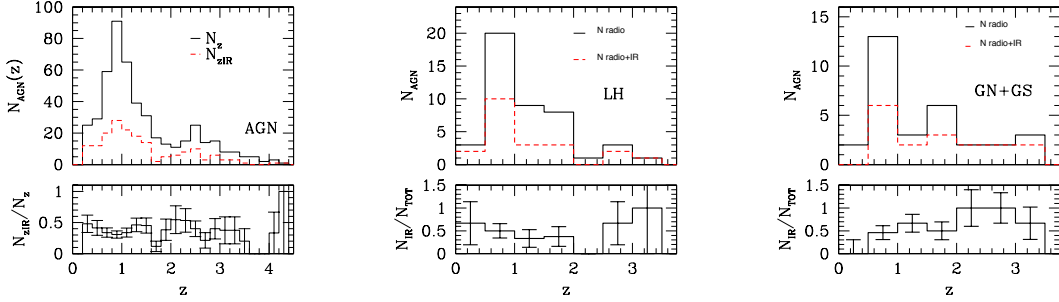 100
80
60
40
20
0
N_AGN(z)
N_z
N_zIR
AGN
1
0.5
0
N_zIR/N_z
0 1 2 3 4
z
20
15
10
5
0
N_AGN
N radio
N radio+IR
LH
1.5
1
0.5
0
N_IR/N_TOT
0 1 2 3
z
15
10
5
0
N_AGN
N radio
N radio+IR
GN+GS
1.5
1
0.5
0
N_IR/N_TOT
0 1 2 3
z